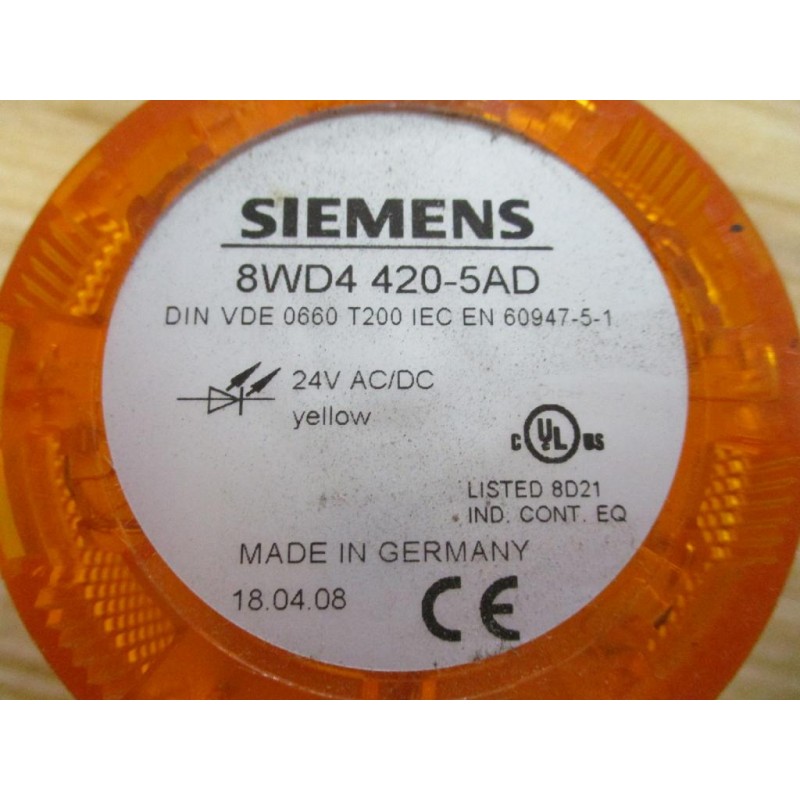 SIEMENS
8WD4 420-5AD
DIN VDE 0660 T200 IEC EN 60947-5-1
24V AC/DC
yellow
C UL US
LISTED 8D21
IND. CONT. EQ
MADE IN GERMANY
18.04.08 CE